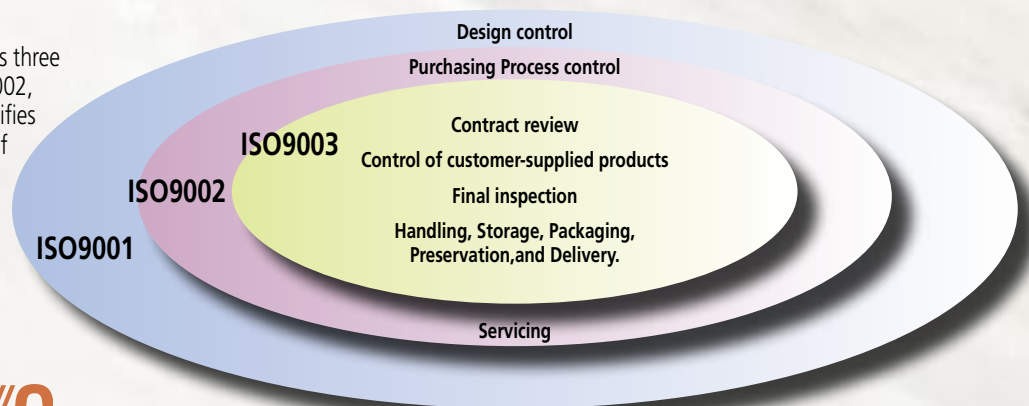 s three
002,
ifies
f
Design control
Purchasing Process control
ISO9003
Contract review
Control of customer-supplied products
Final inspection
Handling, Storage, Packaging,
Preservation,and Delivery.
ISO9002
ISO9001
Servicing